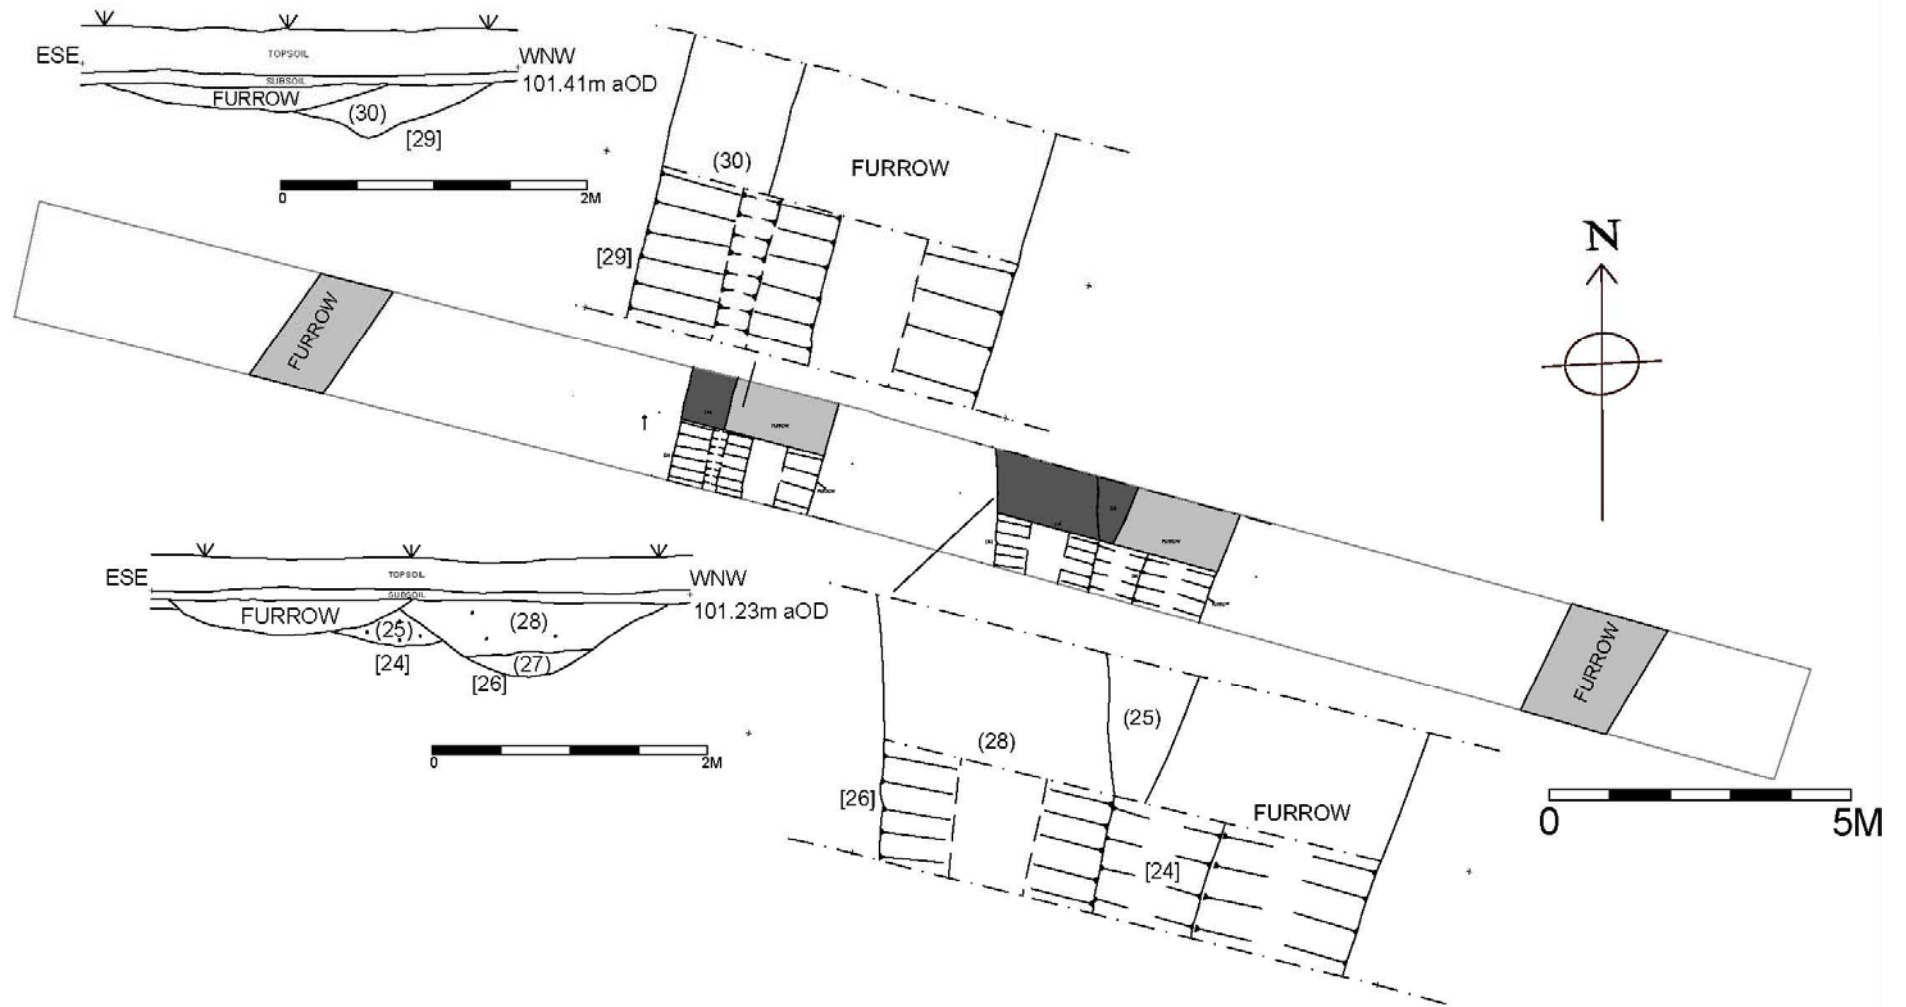 ESE
TOPSOIL
WNW
SUBSOIL
101.41m aOD
FURROW
(30)
[29]
0 2M
(30)
FURROW
[29]
N
FURROW
FURROW
FURROW
FURROW
ESE
TOPSOIL
WNW
SUBSOIL
101.23m aOD
FURROW
(25)
(28)
[24]
(27)
[26]
0 2M
(25)
(28)
[26]
FURROW
[24]
0 5M